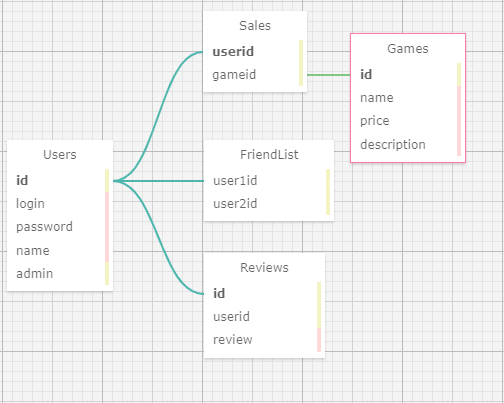 Sales
userid
gameid
Games
id
name
price
description
Users
id
login
password
name
admin
FriendList
user1id
user2id
Reviews
id
userid
review